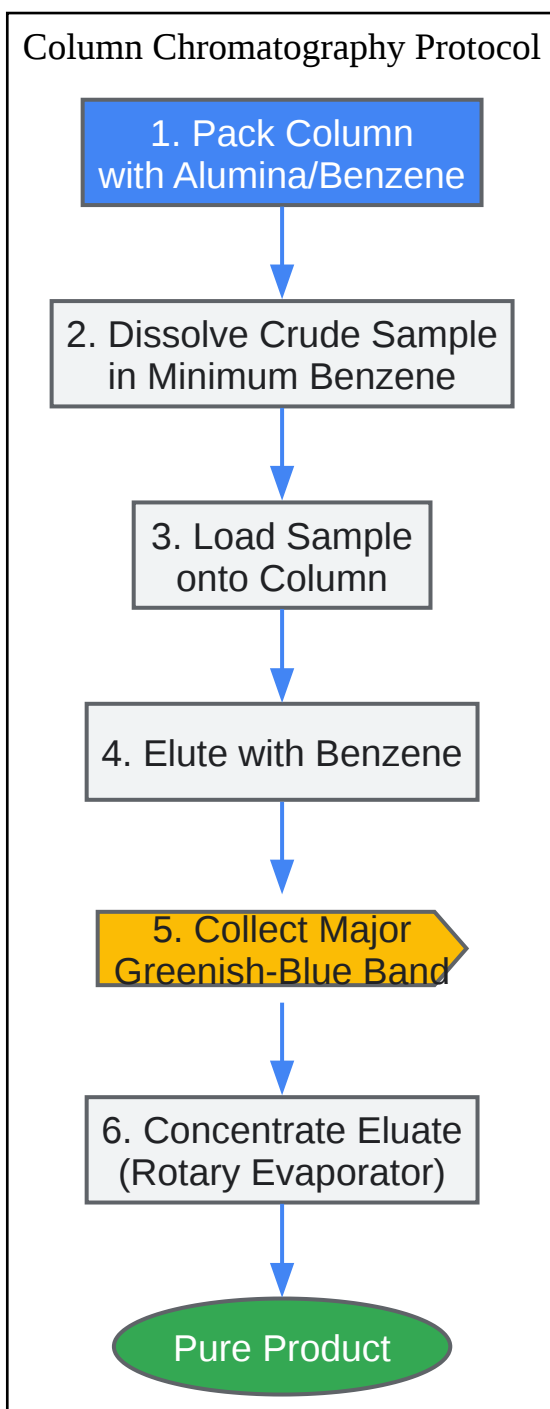 Column Chromatography Protocol
1. Pack Column
with Alumina/Benzene
2. Dissolve Crude Sample
in Minimum Benzene
3. Load Sample
onto Column
4. Elute with Benzene
5. Collect Major
Greenish-Blue Band
6. Concentrate Eluate
(Rotary Evaporator)
Pure Product